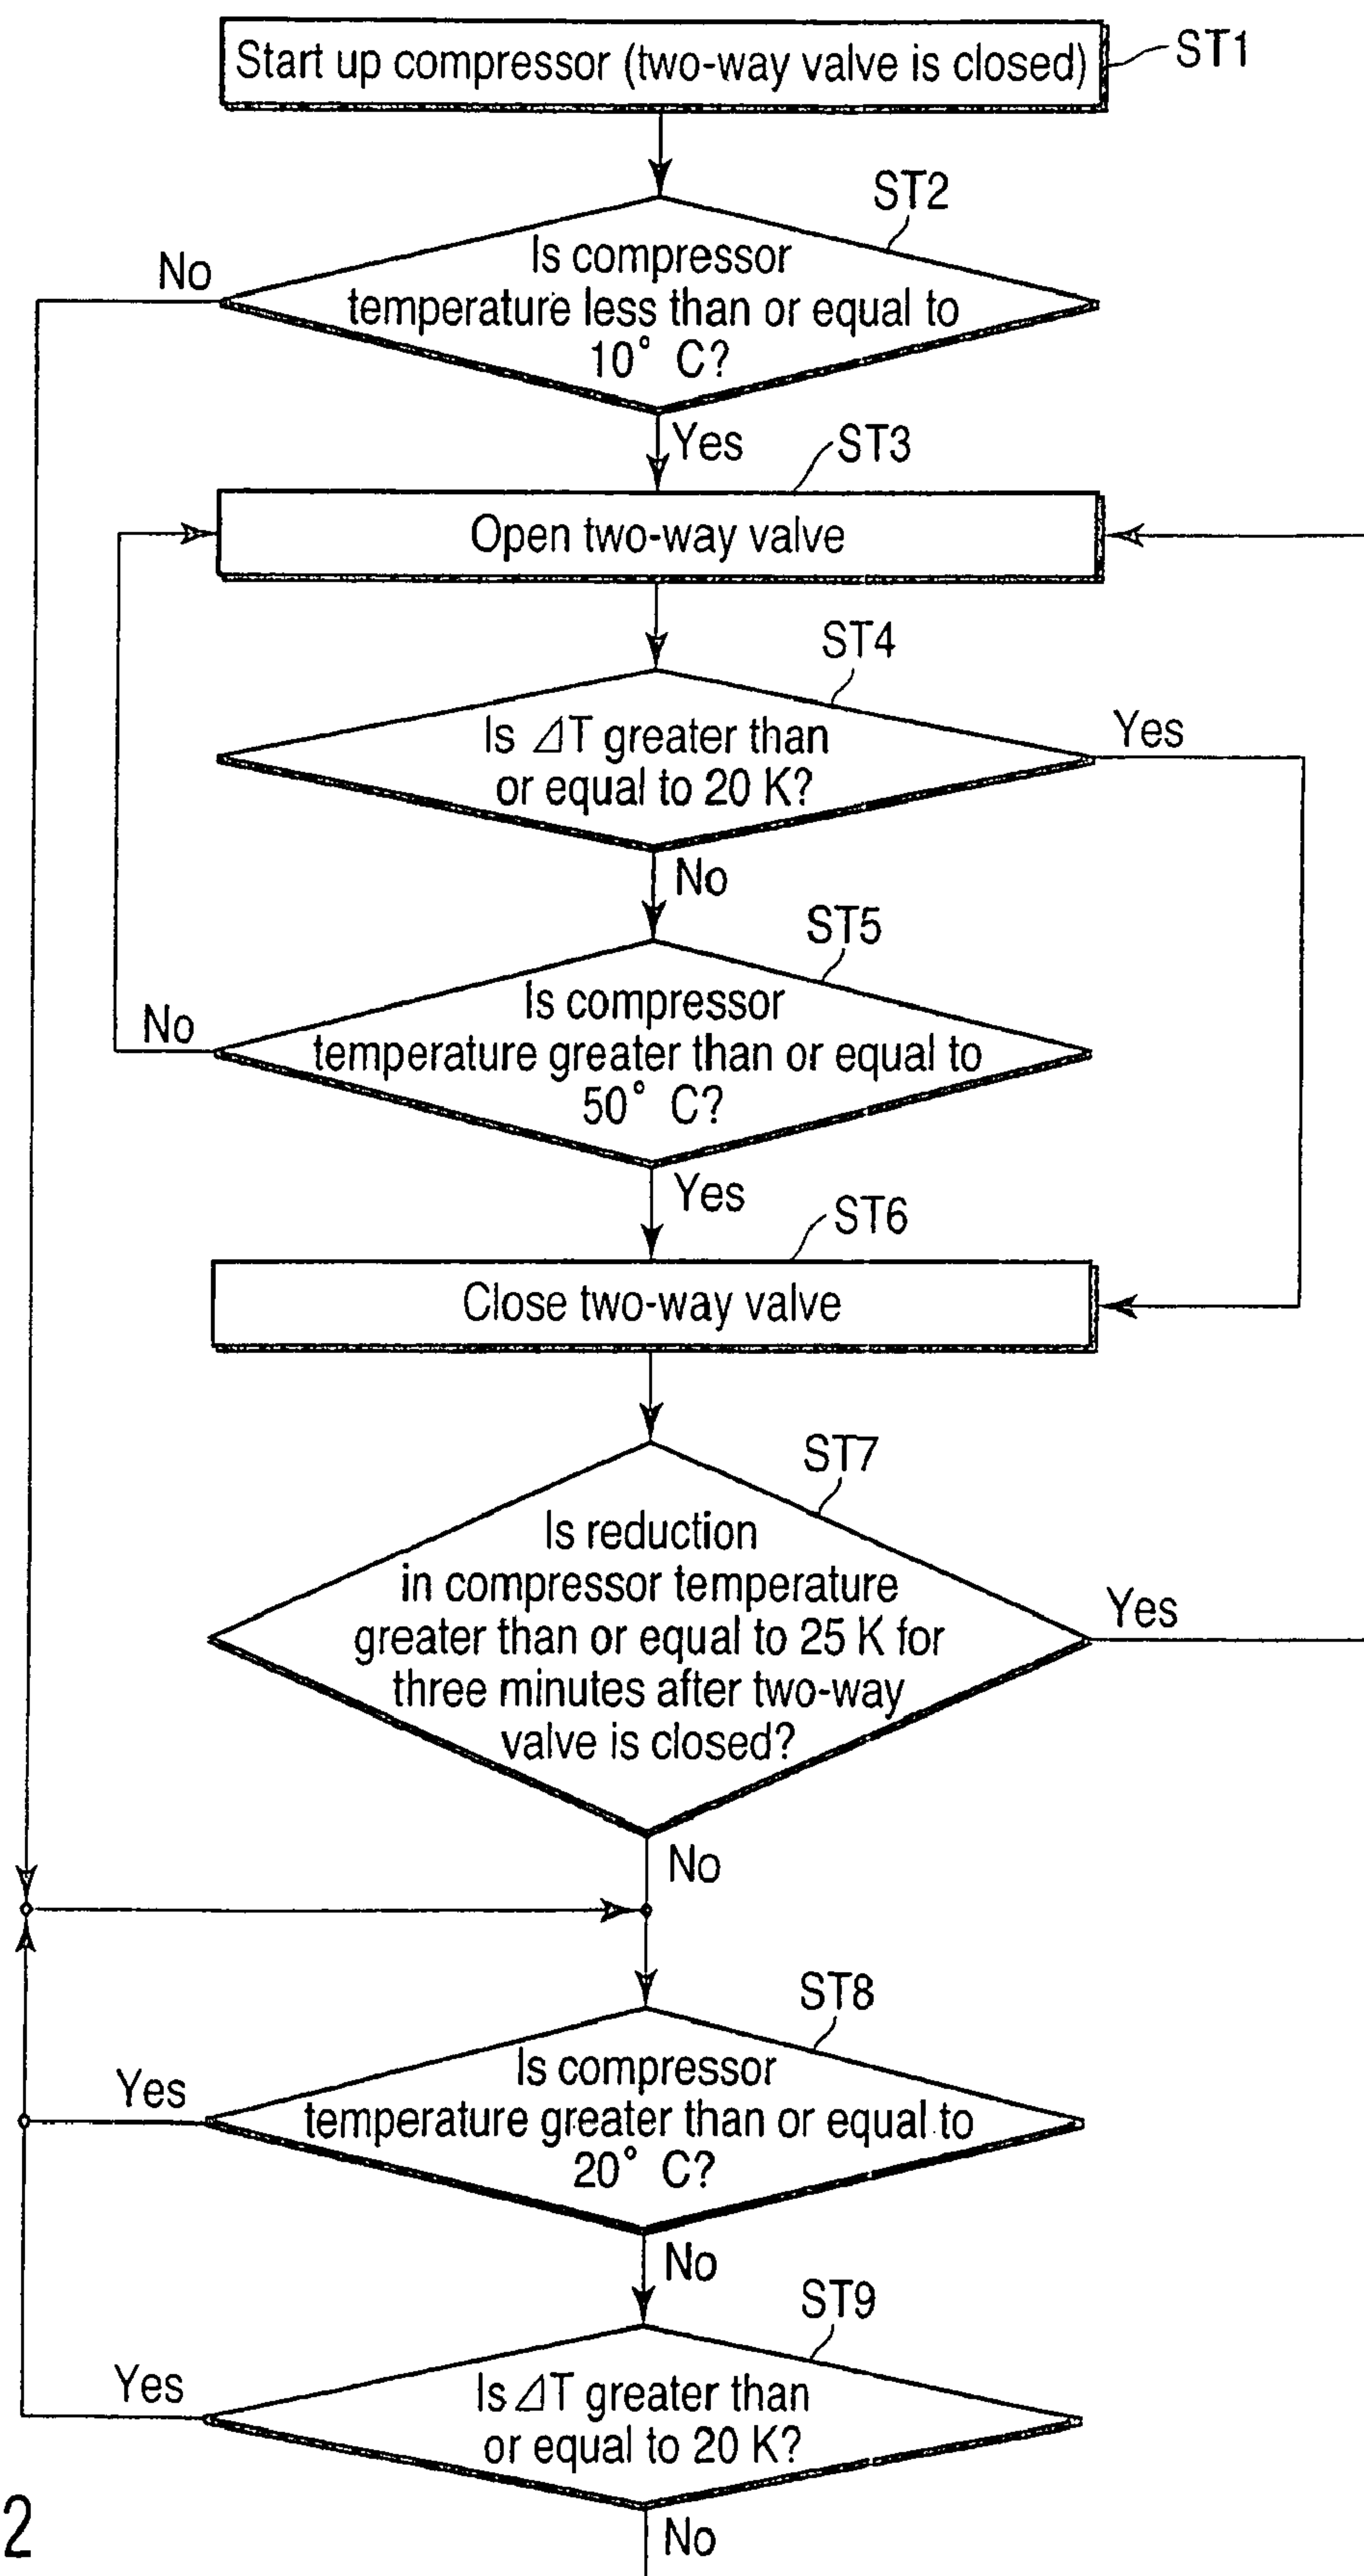 Start up compressor (two-way valve is closed)
ST1
ST2
Is compressor
temperature less than or equal to
10° C?
No
Yes
ST3
Open two-way valve
ST4
Is ⊿T greater than
or equal to 20 K?
Yes
No
ST5
Is compressor
temperature greater than or equal to
50° C?
No
Yes
ST6
Close two-way valve
ST7
Is reduction
in compressor temperature
greater than or equal to 25 K for
three minutes after two-way
valve is closed?
Yes
No
ST8
Is compressor
temperature greater than or equal to
20° C?
Yes
No
ST9
Is ⊿T greater than
or equal to 20 K?
Yes
No
2